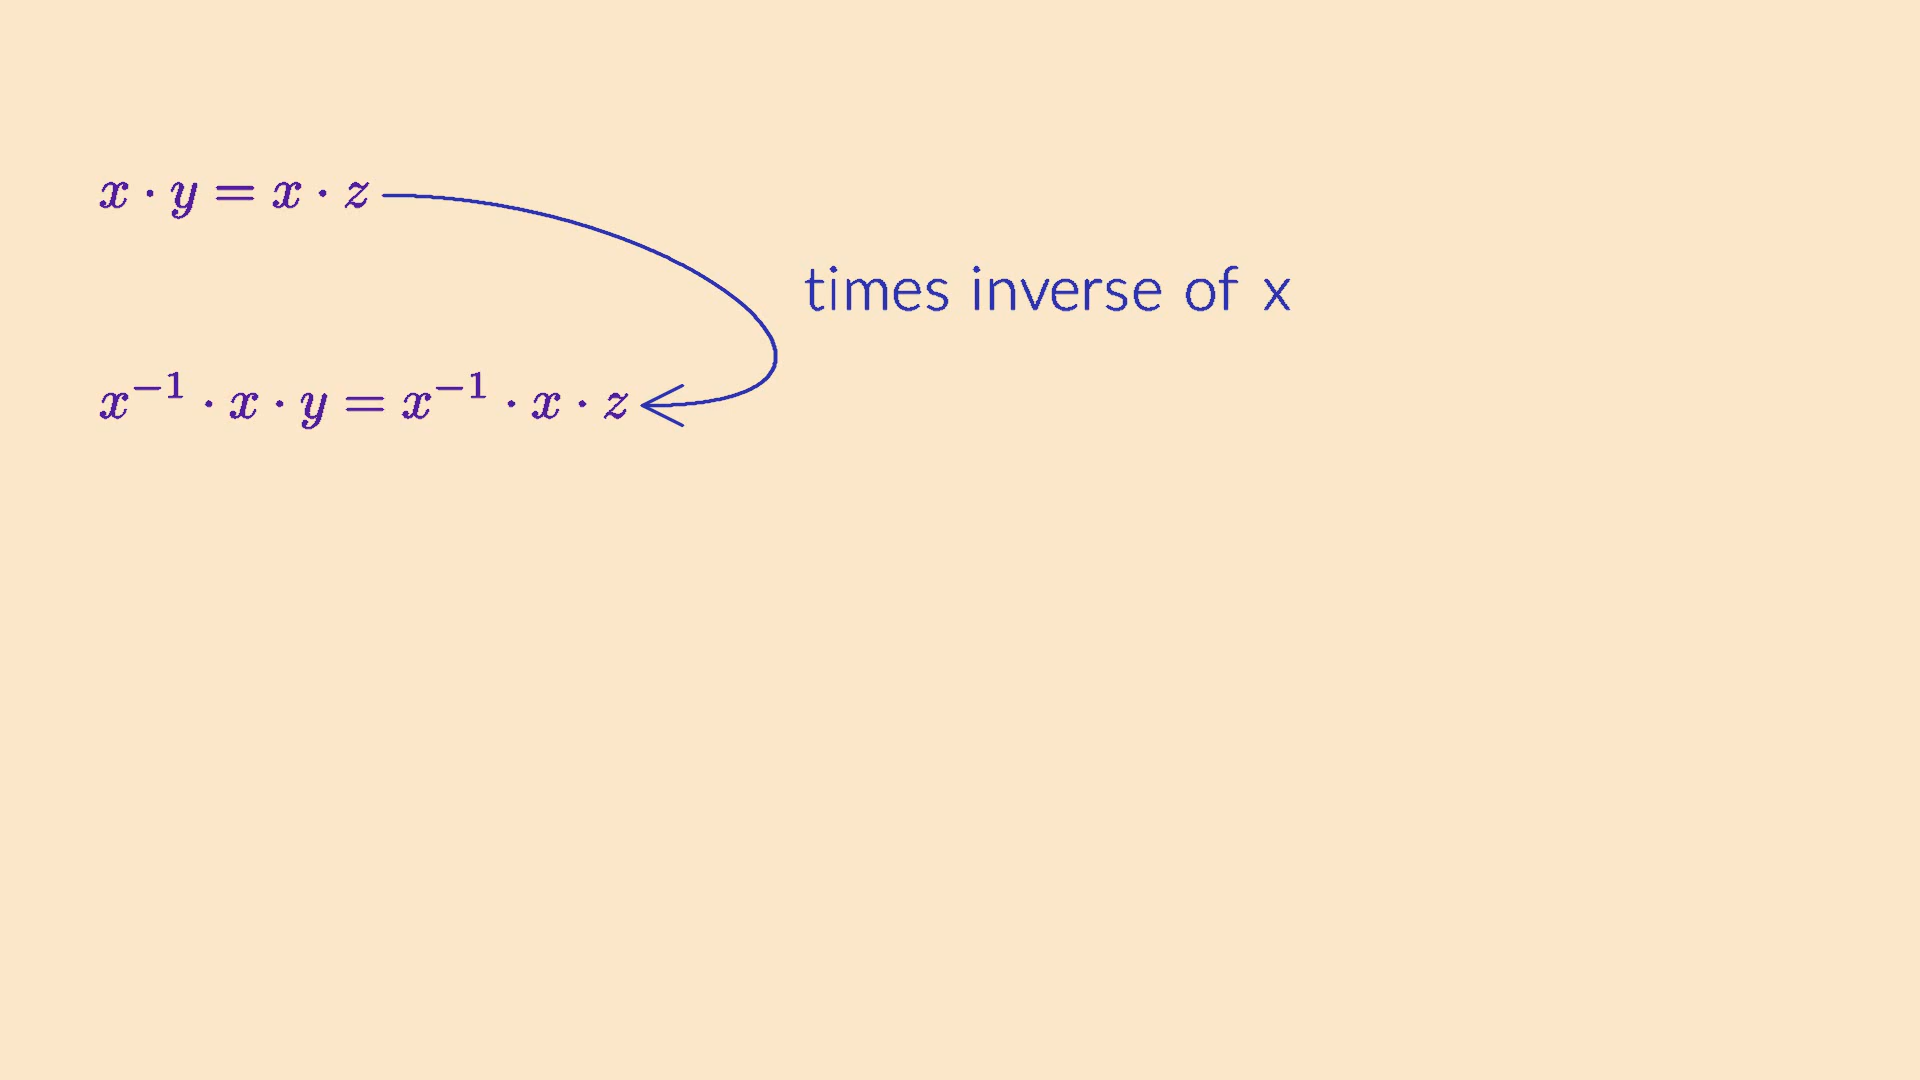 x · y = x · z
times inverse of x
x⁻¹ · x · y = x⁻¹ · x · z